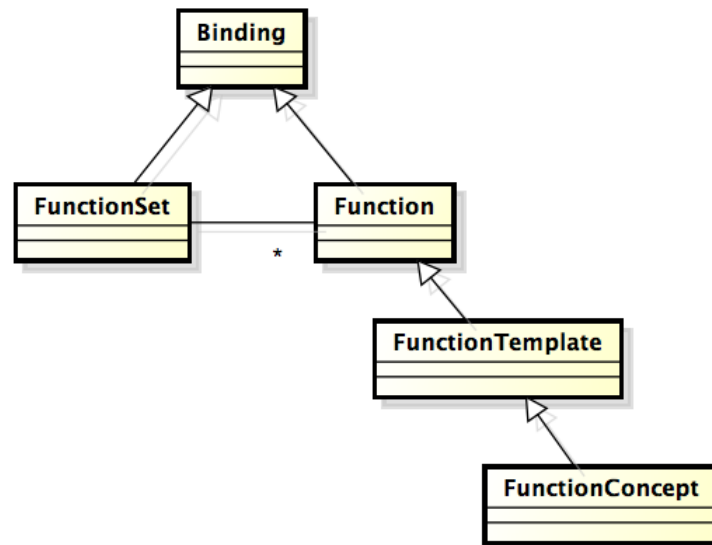 Binding
FunctionSet
Function
*
FunctionTemplate
FunctionConcept